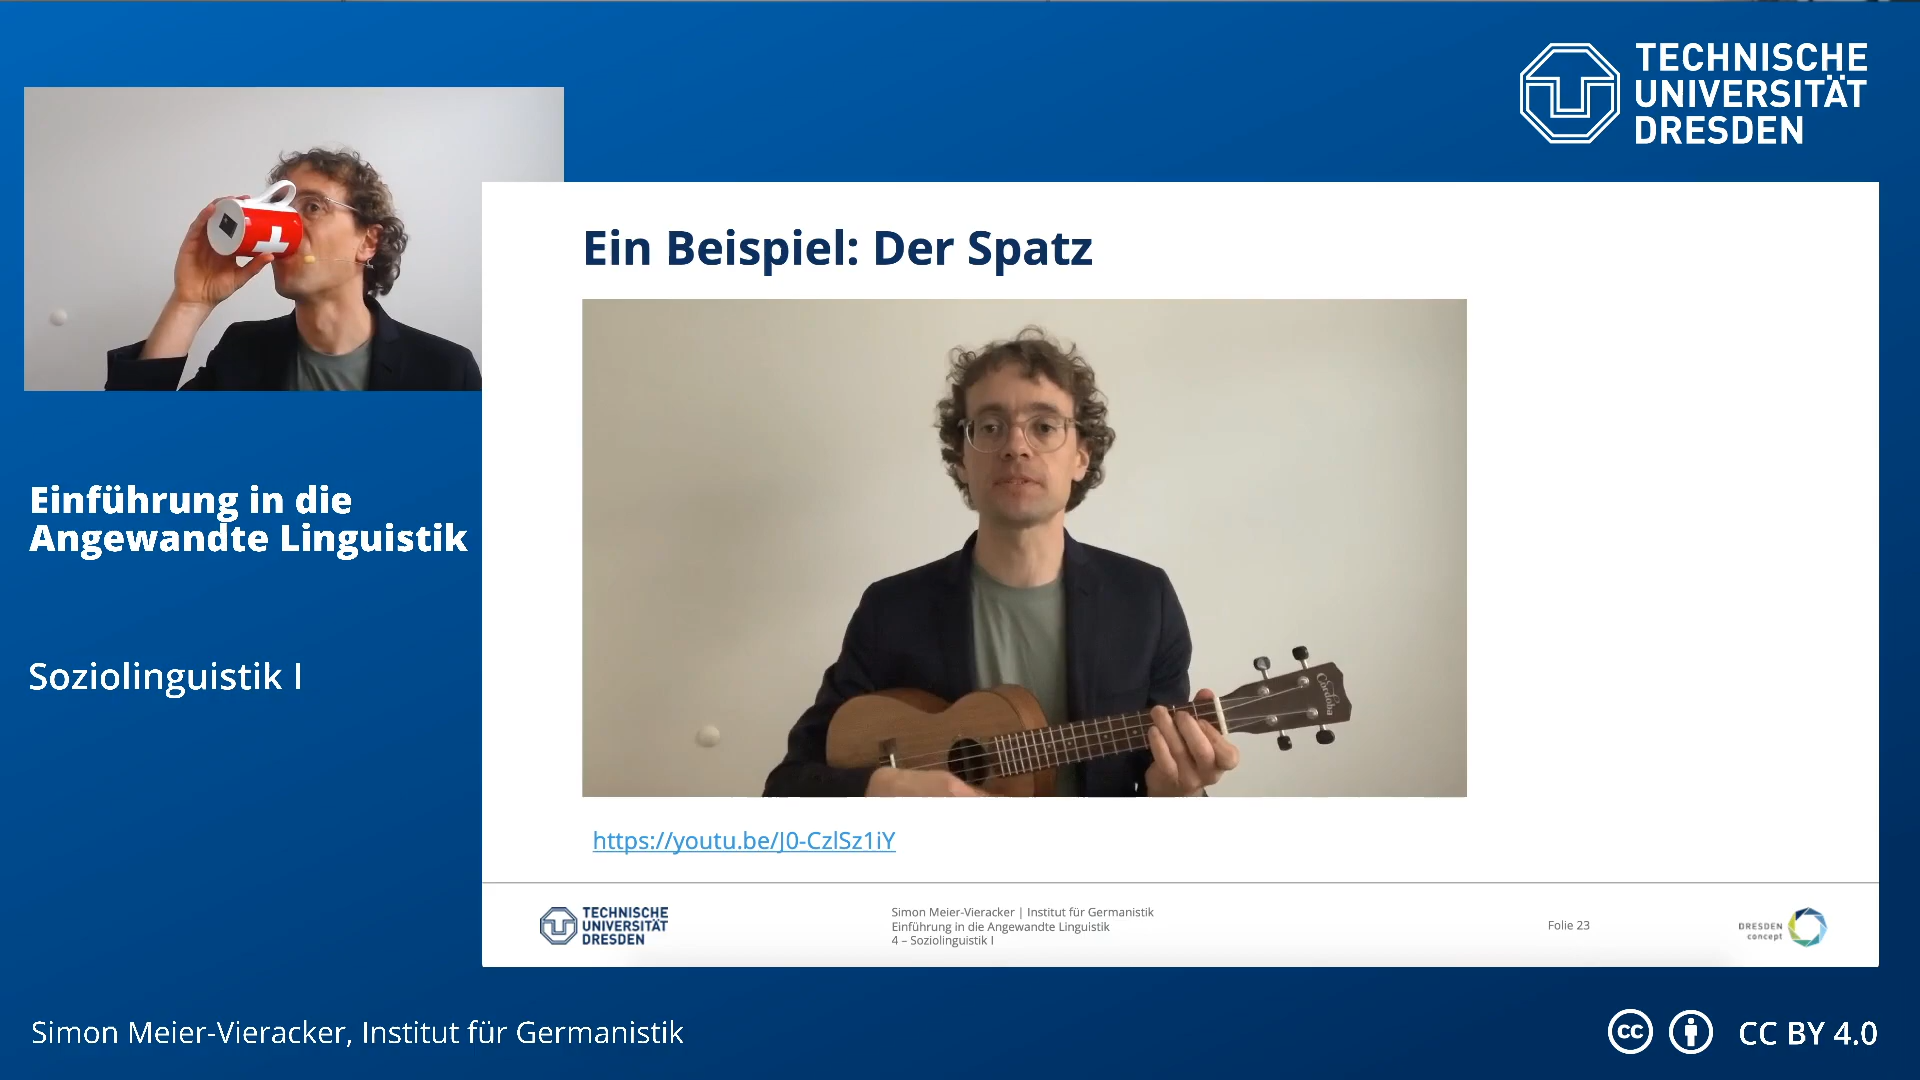 TECHNISCHE
UNIVERSITÄT
DRESDEN
Ein Beispiel: Der Spatz
Cordoba
https://youtu.be/J0-CzlSz1iY
Einführung in die
Angewandte Linguistik
Soziolinguistik I
TECHNISCHE
UNIVERSITÄT
DRESDEN
Simon Meier-Vieracker | Institut für Germanistik
Einführung in die Angewandte Linguistik
4 – Soziolinguistik I
Folie 23
DRESDEN
concept
Simon Meier-Vieracker, Institut für Germanistik
cc
CC BY 4.0